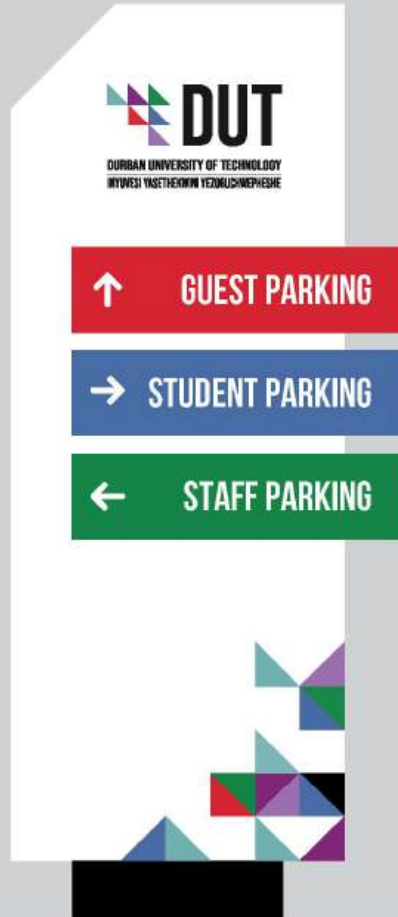 DUT
DURBAN UNIVERSITY OF TECHNOLOGY
INYUVESI YASETHEKWINI YEZOBUCHWEPHESHE
↑ GUEST PARKING
→ STUDENT PARKING
← STAFF PARKING